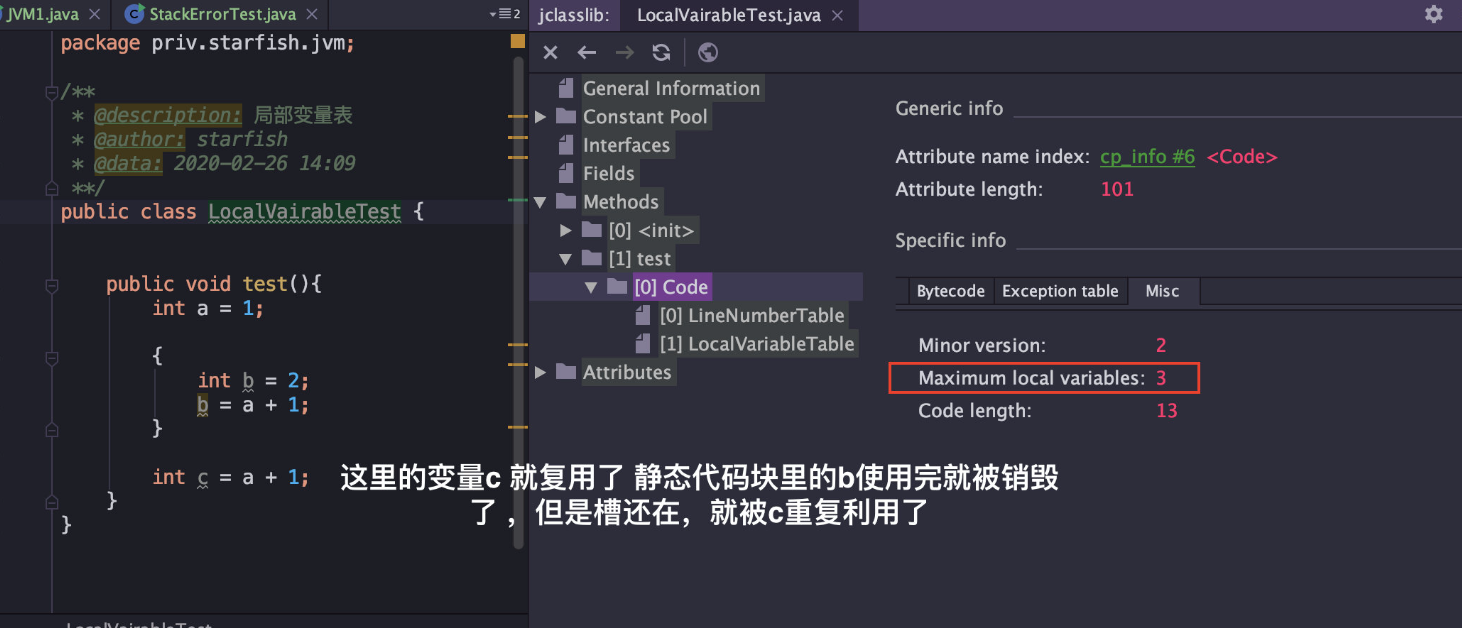 JVM1.java
StackErrorTest.java
2
jclasslib:
LocalVairableTest.java
package priv.starfish.jvm;
/**
* @description: 局部变量表
* @author: starfish
* @data: 2020-02-26 14:09
**/
public class LocalVairableTest {
public void test(){
int a = 1;
{
int b = 2;
b = a + 1;
}
int c = a + 1;
}
}
这里的变量c 就复用了 静态代码块里的b使用完就被销毁
了 ，但是槽还在，就被c重复利用了
LocalVairableTest
General Information
Constant Pool
Interfaces
Fields
Methods
[0] <init>
[1] test
[0] Code
[0] LineNumberTable
[1] LocalVariableTable
Attributes
Generic info
Attribute name index: cp_info #6 <Code>
Attribute length: 101
Specific info
Bytecode
Exception table
Misc
Minor version: 2
Maximum local variables: 3
Code length: 13